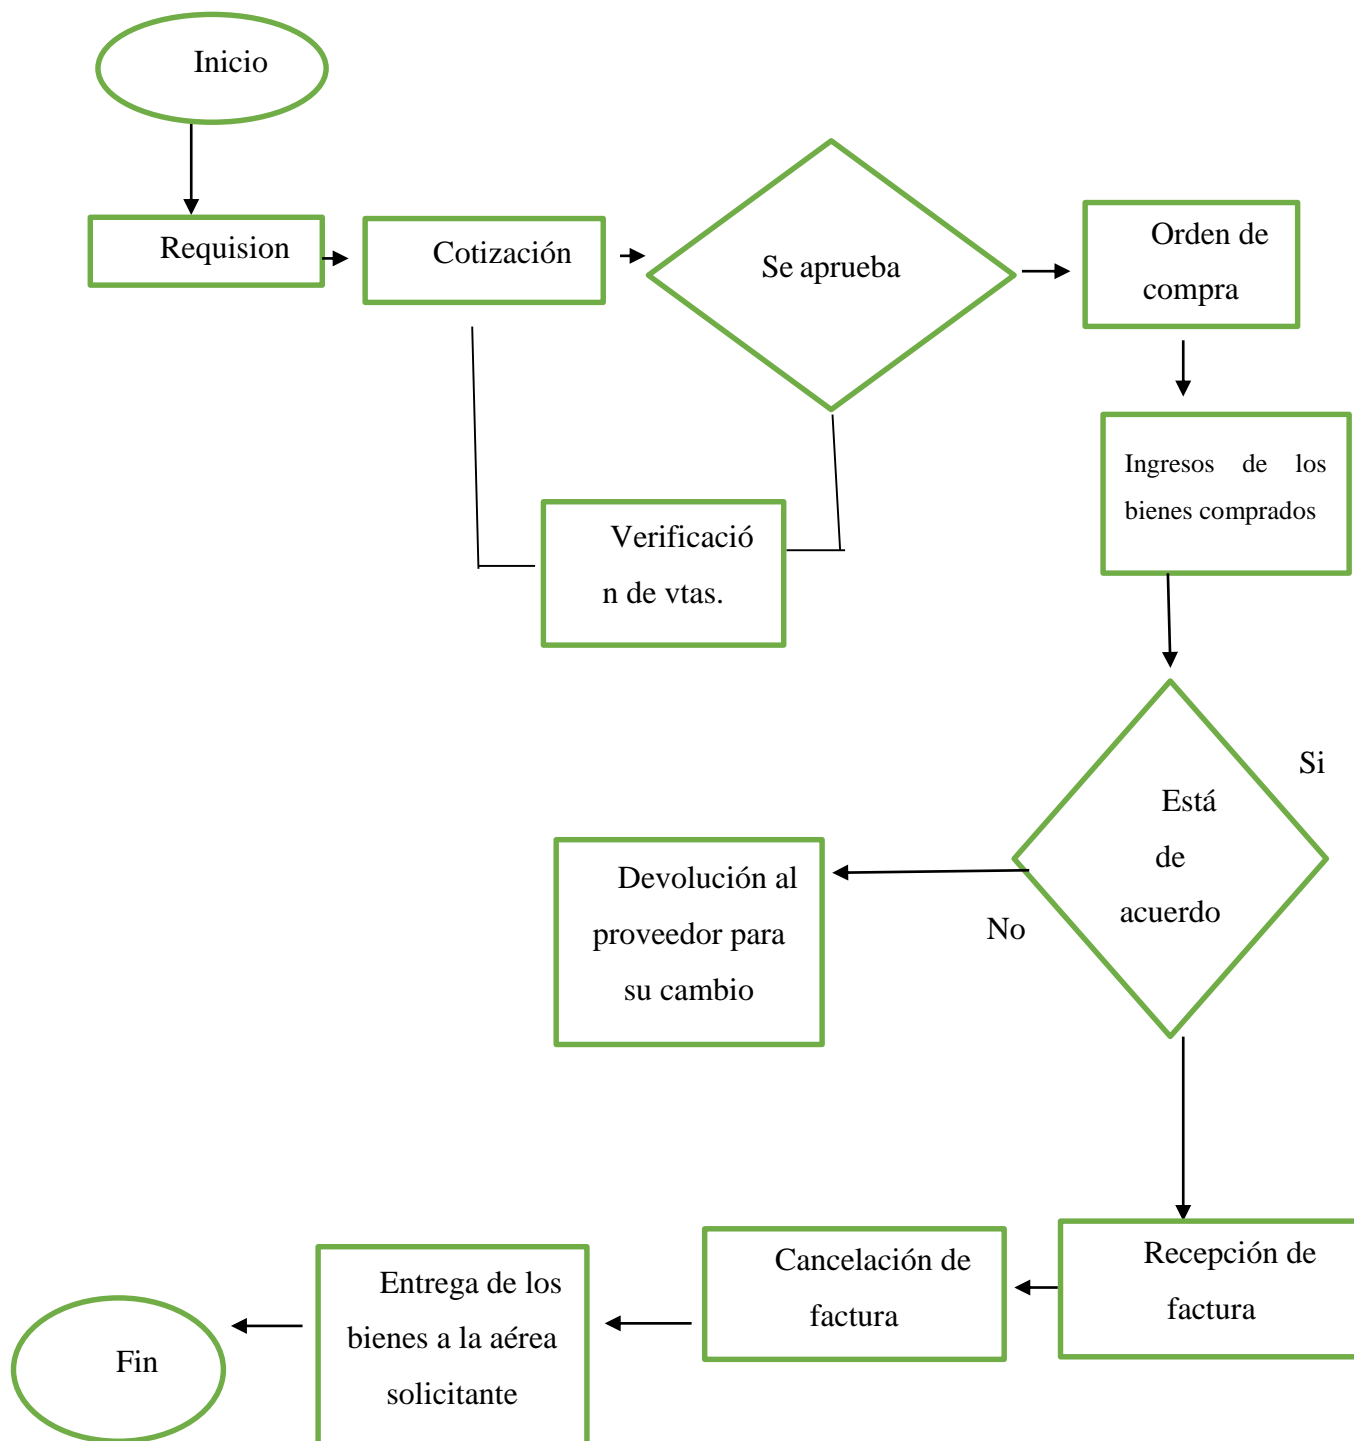 Inicio
Requision
Cotización
Se aprueba
Orden de
compra
Ingresos de los
bienes comprados
Verificació
n de vtas.
Si
Está
de
acuerdo
No
Devolución al
proveedor para
su cambio
Recepción de
factura
Cancelación de
factura
Entrega de los
bienes a la aérea
solicitante
Fin